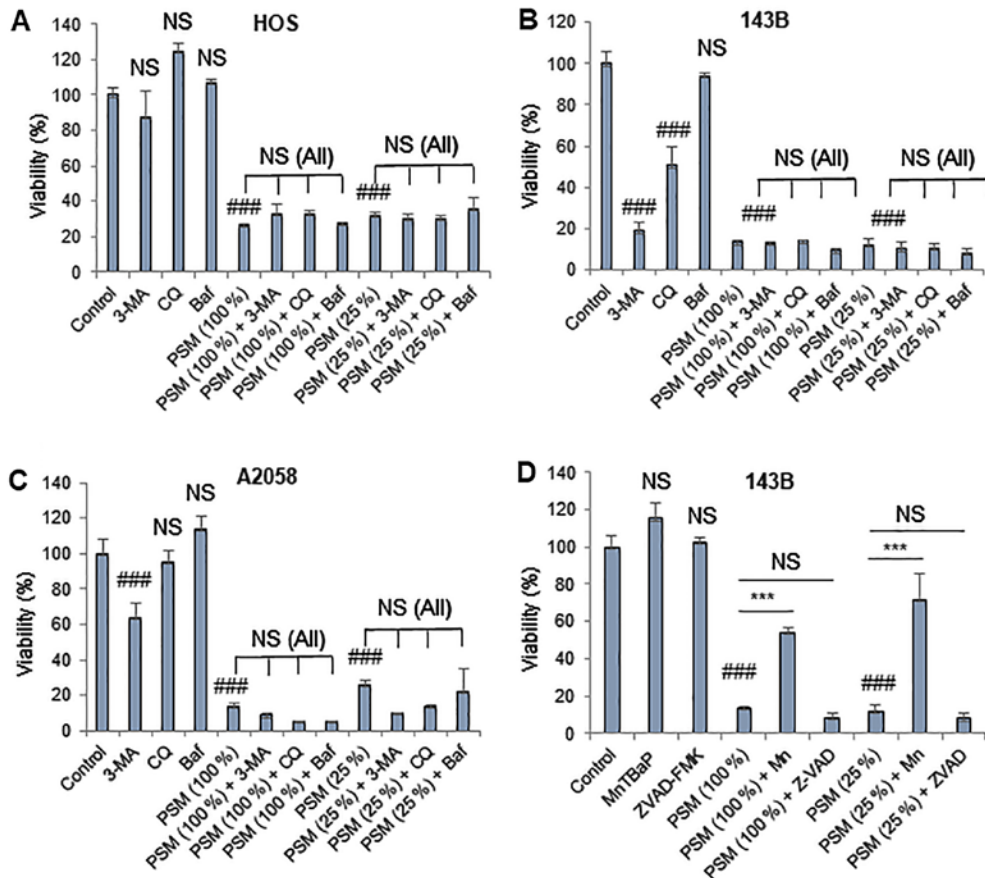 A
HOS
Viability (%)
140
120
100
80
60
40
20
0
NS
NS
NS
###
NS (All)
###
NS (All)
Control
3-MA
CQ
Baf
PSM (100 %)
PSM (100 %) + 3-MA
PSM (100 %) + CQ
PSM (100 %) + Baf
PSM (25 %)
PSM (25 %) + 3-MA
PSM (25 %) + CQ
PSM (25 %) + Baf
B
143B
Viability (%)
120
100
80
60
40
20
0
###
###
NS
NS (All)
###
NS (All)
###
Control
3-MA
CQ
Baf
PSM (100 %)
PSM (100 %) + 3-MA
PSM (100 %) + CQ
PSM (100 %) + Baf
PSM (25 %)
PSM (25 %) + 3-MA
PSM (25 %) + CQ
PSM (25 %) + Baf
C
A2058
Viability (%)
140
120
100
80
60
40
20
0
###
NS
NS
NS (All)
###
NS (All)
###
Control
3-MA
CQ
Baf
PSM (100 %)
PSM (100 %) + 3-MA
PSM (100 %) + CQ
PSM (100 %) + Baf
PSM (25 %)
PSM (25 %) + 3-MA
PSM (25 %) + CQ
PSM (25 %) + Baf
D
143B
Viability (%)
140
120
100
80
60
40
20
0
NS
NS
NS
***
###
NS
***
###
Control
MnTBaP
ZVAD-FMK
PSM (100 %)
PSM (100 %) + Mn
PSM (100 %) + Z-VAD
PSM (25 %)
PSM (25 %) + Mn
PSM (25 %) + ZVAD